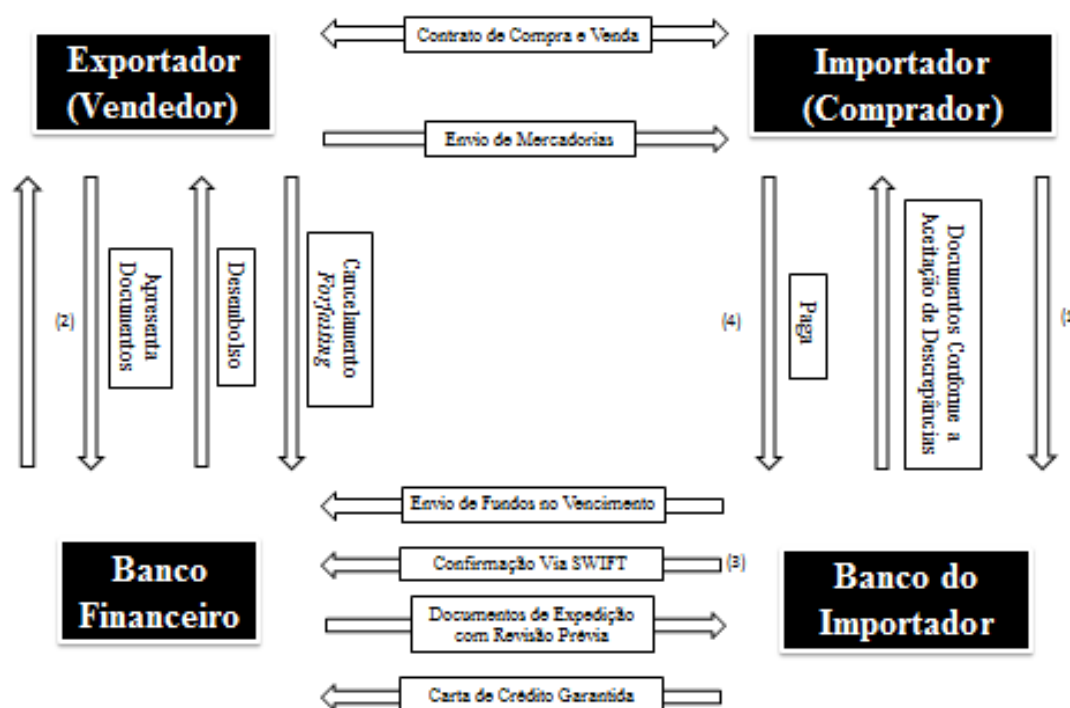 Contrato de Compra e Venda
Exportador
(Vendedor)
Importador
(Comprador)
Envio de Mercadorias
(2)
Apresenta
Documentos
Desembolso
Cancelamento
Forfaiting
(4)
Paga
Documentos Conforme a
Aceitação de Descrepâncias
Envio de Fundos no Vencimento
Confirmação Via SWIFT
(3)
Banco
Financeiro
Documentos de Expedição
com Revisão Prévia
Banco do
Importador
Carta de Crédito Garantida